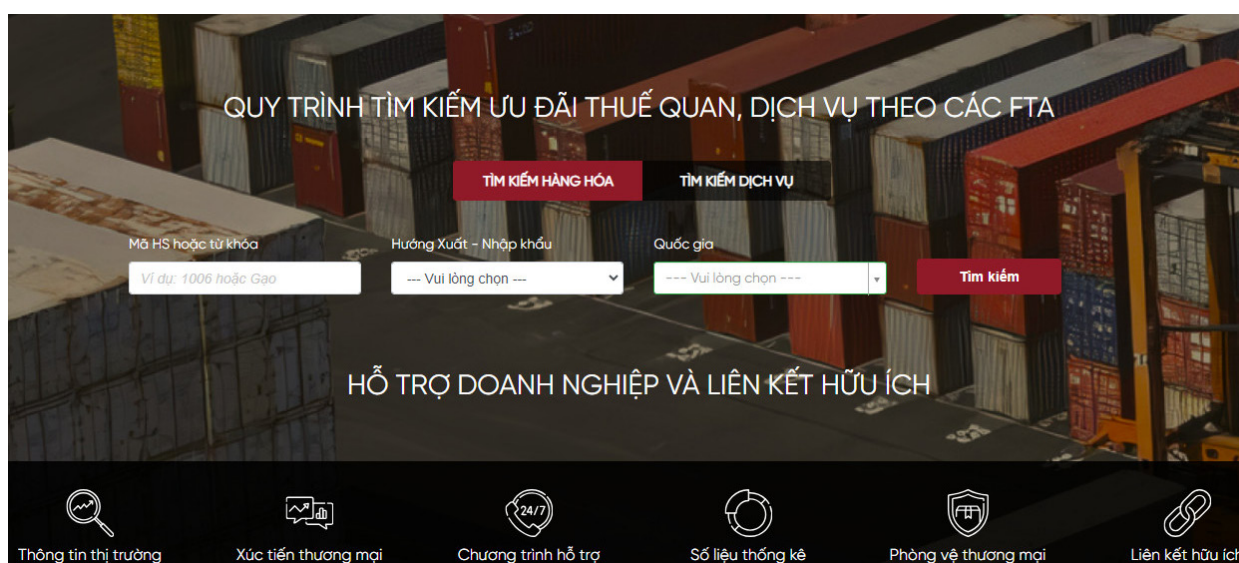 QUY TRÌNH TÌM KIẾM ƯU ĐÃI THUẾ QUAN, DỊCH VỤ THEO CÁC FTA
TÌM KIẾM HÀNG HÓA TÌM KIẾM DỊCH VỤ
Mã HS hoặc từ khóa Hướng Xuất - Nhập khẩu Quốc gia
Ví dụ: 1006 hoặc Gạo --- Vui lòng chọn --- --- Vui lòng chọn --- Tìm kiếm
HỖ TRỢ DOANH NGHIỆP VÀ LIÊN KẾT HỮU ÍCH
24/7
Thông tin thị trường Xúc tiến thương mại Chương trình hỗ trợ Số liệu thống kê Phòng vệ thương mại Liên kết hữu ích